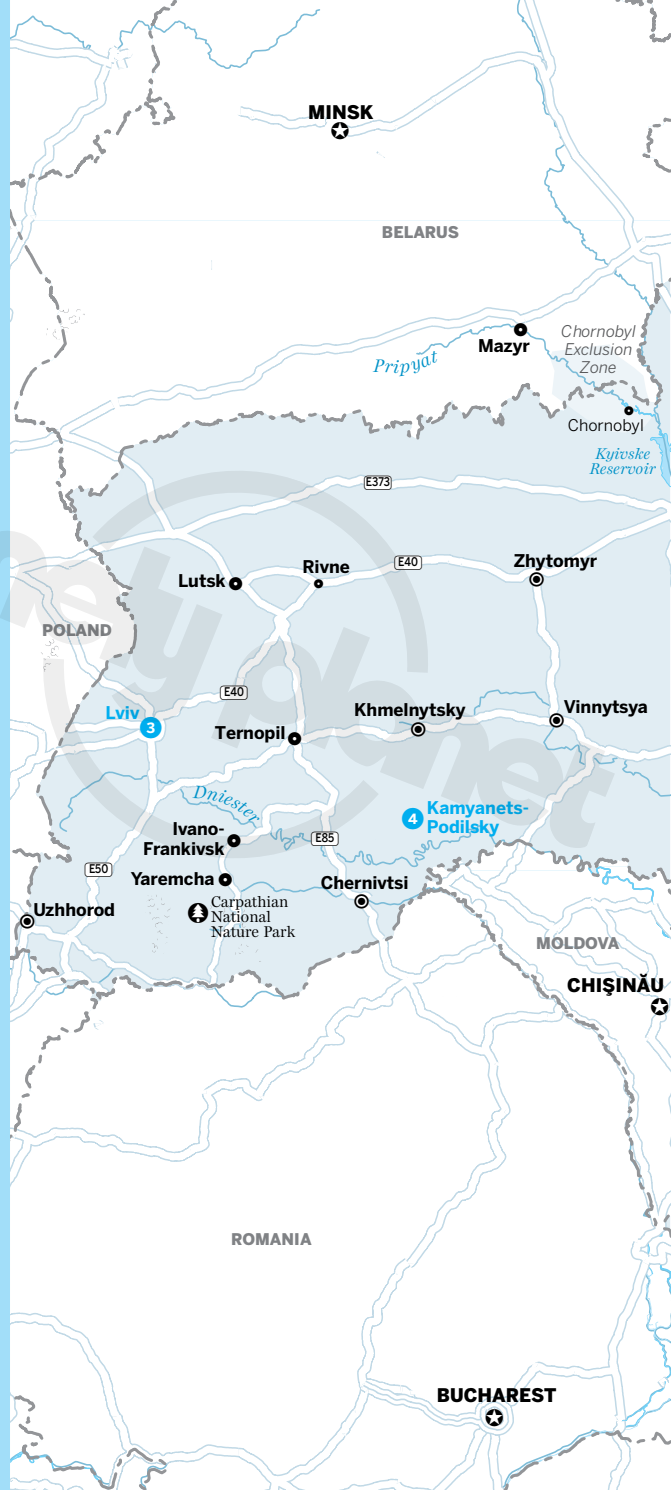 MINSK
BELARUS
Mazyr
Pripyat
Chornobyl
Exclusion
Zone
Chornobyl
Kyivske
Reservoir
E373
Lutsk
Rivne
E40
Zhytomyr
POLAND
E40
Lviv
3
Ternopil
Khmelnytsky
Vinnytsya
Dniester
4
Kamyanets-
Podilsky
Ivano-
Frankivsk
E85
E50
Yaremcha
Chernivtsi
Uzhhorod
Carpathian
National
Nature Park
MOLDOVA
CHIŞINĂU
ROMANIA
BUCHAREST
nely planet